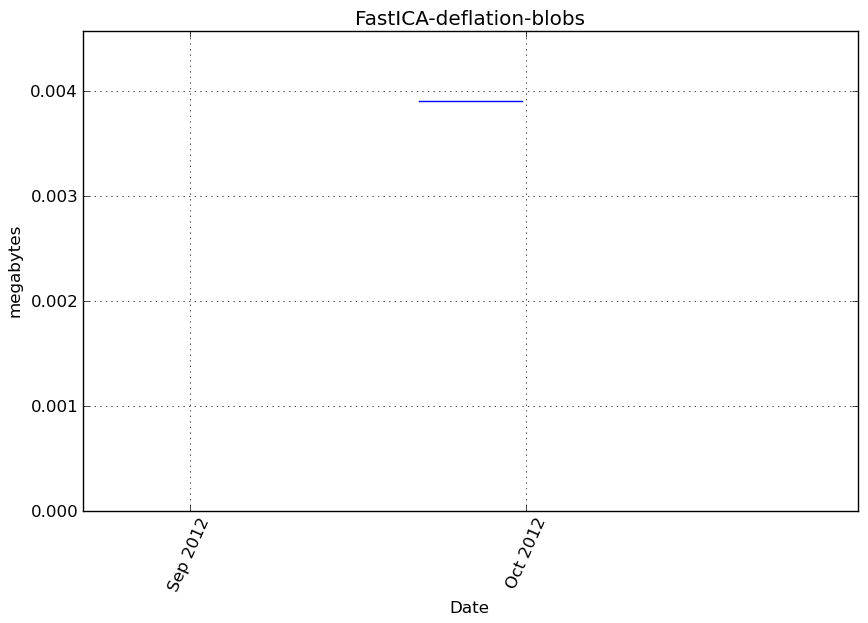 FastICA-deflation-blobs
0.004
0.003
0.002
0.001
0.000
megabytes
Sep 2012
Oct 2012
Date